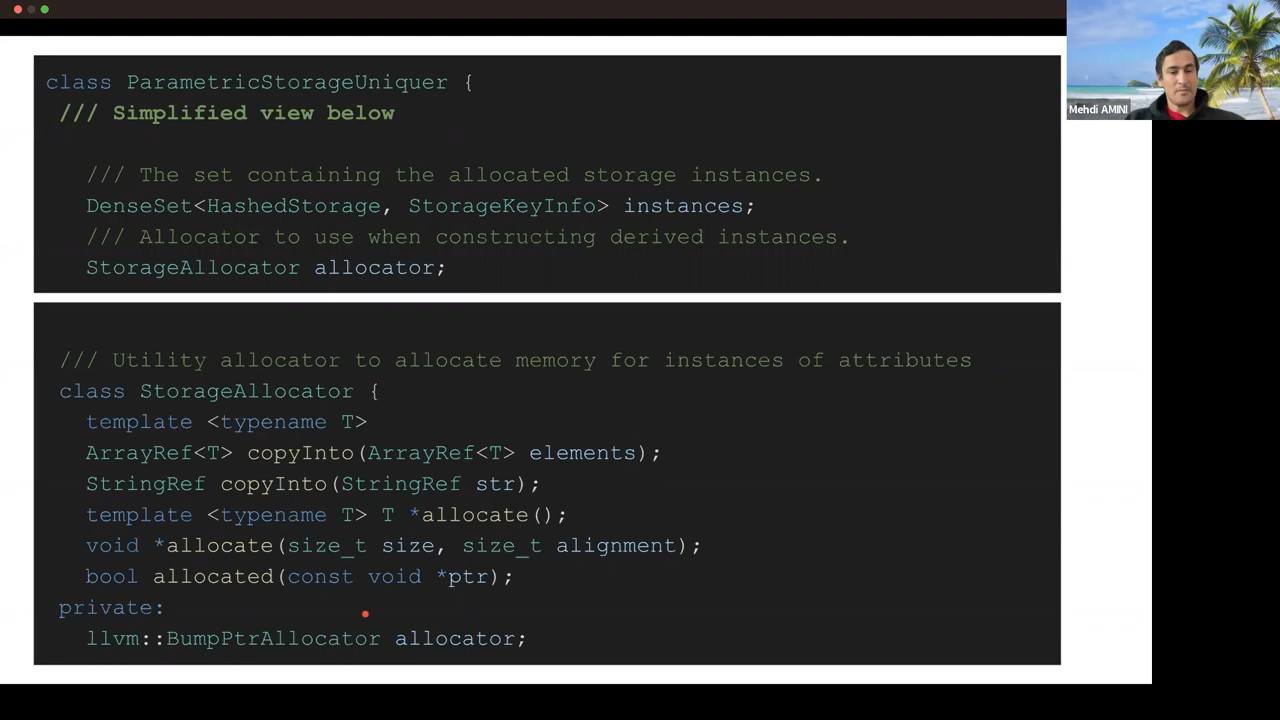 class ParametricStorageUniquer {
/// Simplified view below
/// The set containing the allocated storage instances.
DenseSet<HashedStorage, StorageKeyInfo> instances;
/// Allocator to use when constructing derived instances.
StorageAllocator allocator;
/// Utility allocator to allocate memory for instances of attributes
class StorageAllocator {
template <typename T>
ArrayRef<T> copyInto(ArrayRef<T> elements);
StringRef copyInto(StringRef str);
template <typename T> T *allocate();
void *allocate(size_t size, size_t alignment);
bool allocated(const void *ptr);
private:
llvm::BumpPtrAllocator allocator;
Mehdi AMINI